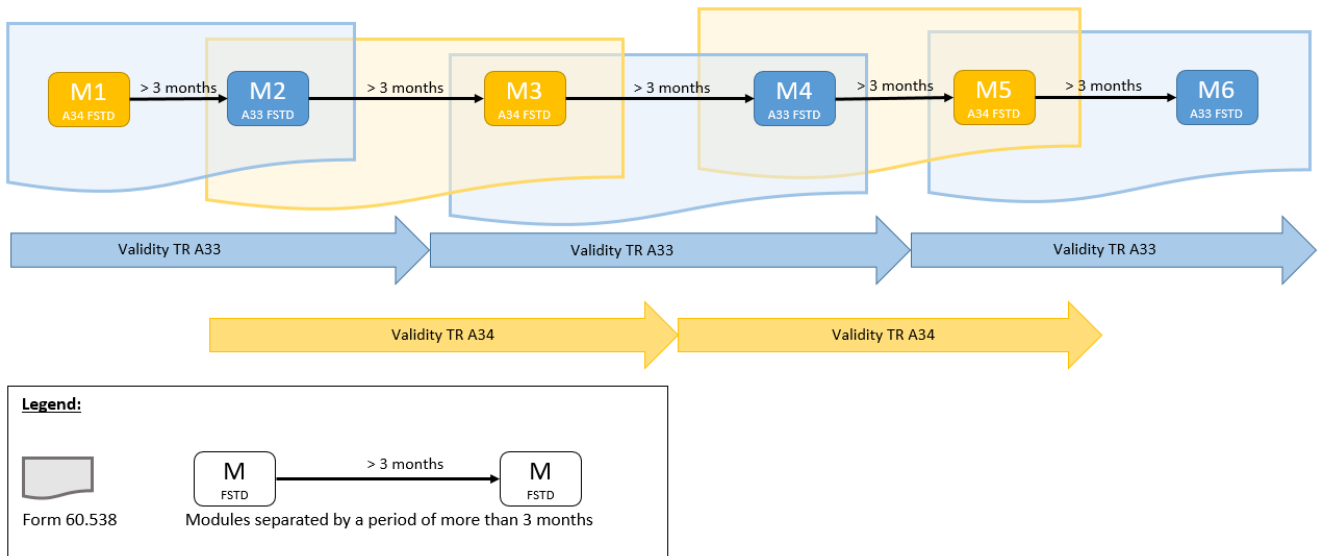 M1
A34 FSTD
> 3 months
M2
A33 FSTD
> 3 months
M3
A34 FSTD
> 3 months
M4
A33 FSTD
> 3 months
M5
A34 FSTD
> 3 months
M6
A33 FSTD
Validity TR A33
Validity TR A33
Validity TR A33
Validity TR A34
Validity TR A34
Legend:
M
FSTD
> 3 months
M
FSTD
Form 60.538
Modules separated by a period of more than 3 months